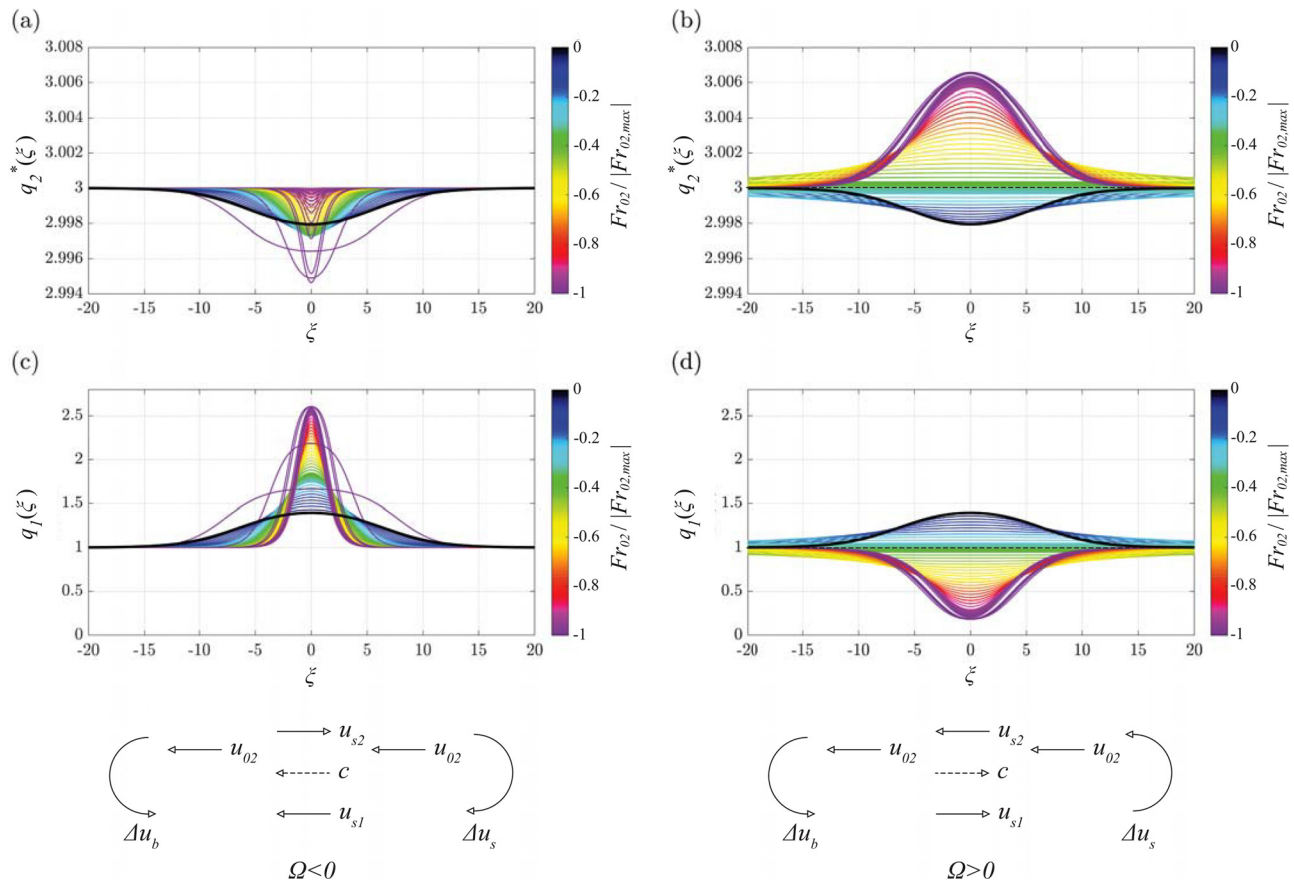 (a)
3.008
3.006
3.004
3.002
3
2.998
2.996
2.994
q2*(ξ)
-20 -15 -10 -5 0 5 10 15 20
ξ
0
-0.2
-0.4
-0.6
-0.8
-1
Fr02 / |Fr02,max|
(b)
3.008
3.006
3.004
3.002
3
2.998
2.996
2.994
q2*(ξ)
-20 -15 -10 -5 0 5 10 15 20
ξ
0
-0.2
-0.4
-0.6
-0.8
-1
Fr02 / |Fr02,max|
(c)
2.5
2
1.5
1
0.5
0
q1(ξ)
-20 -15 -10 -5 0 5 10 15 20
ξ
0
-0.2
-0.4
-0.6
-0.8
-1
Fr02 / |Fr02,max|
(d)
2.5
2
1.5
1
0.5
0
q1(ξ)
-20 -15 -10 -5 0 5 10 15 20
ξ
0
-0.2
-0.4
-0.6
-0.8
-1
Fr02 / |Fr02,max|
us2
u02 u02
c
us1
Δub Δus
Ω<0
us2
u02 u02
c
us1
Δub Δus
Ω>0